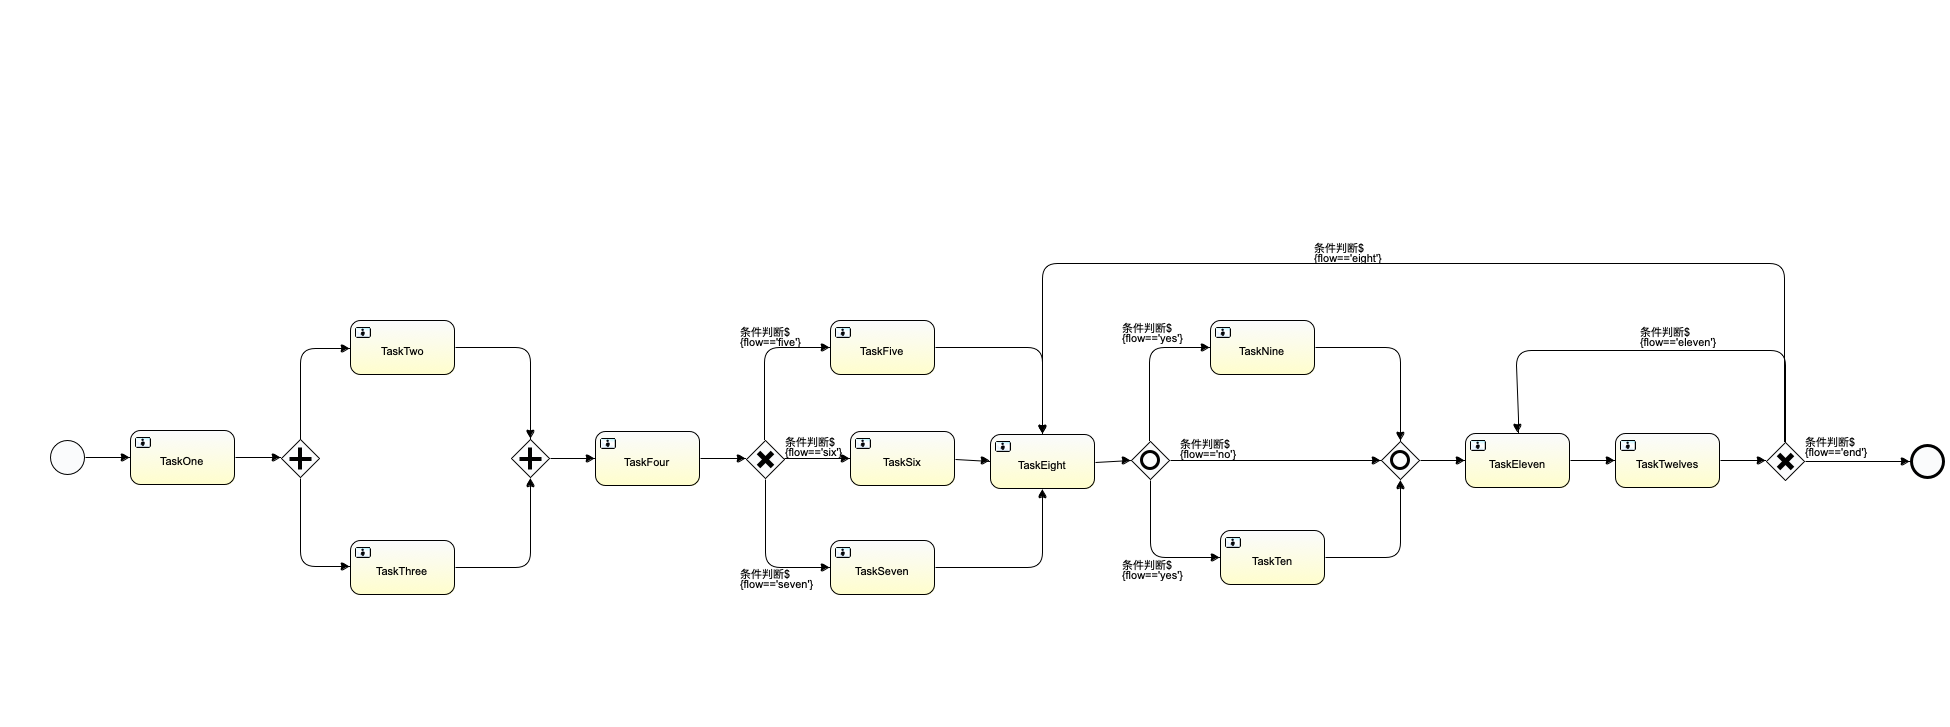 条件判断$
{flow=='eight'}
条件判断$
{flow=='five'}
条件判断$
{flow=='yes'}
条件判断$
{flow=='eleven'}
TaskTwo
TaskFive
TaskNine
条件判断$
{flow=='six'}
条件判断$
{flow=='no'}
条件判断$
{flow=='end'}
TaskOne
TaskFour
TaskSix
TaskEight
TaskEleven
TaskTwelves
TaskThree
TaskSeven
TaskTen
条件判断$
{flow=='seven'}
条件判断$
{flow=='yes'}